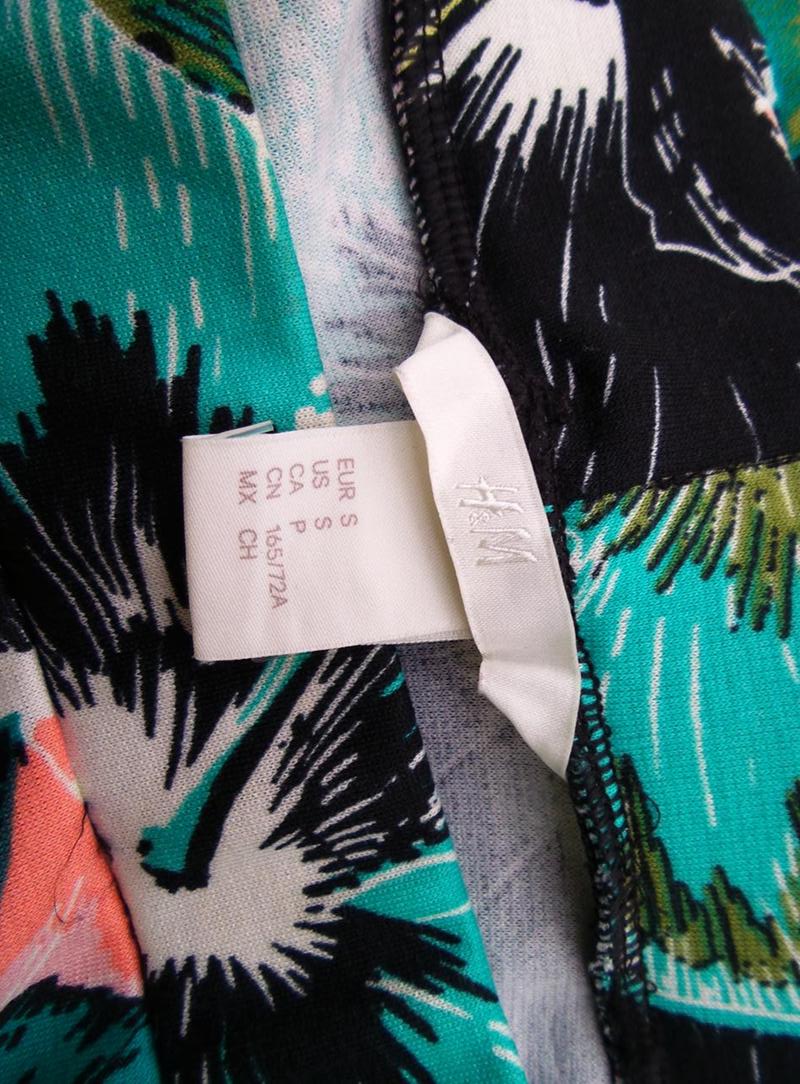 H&M
EUR S
US S
CA P
CN 165/72A
MX CH